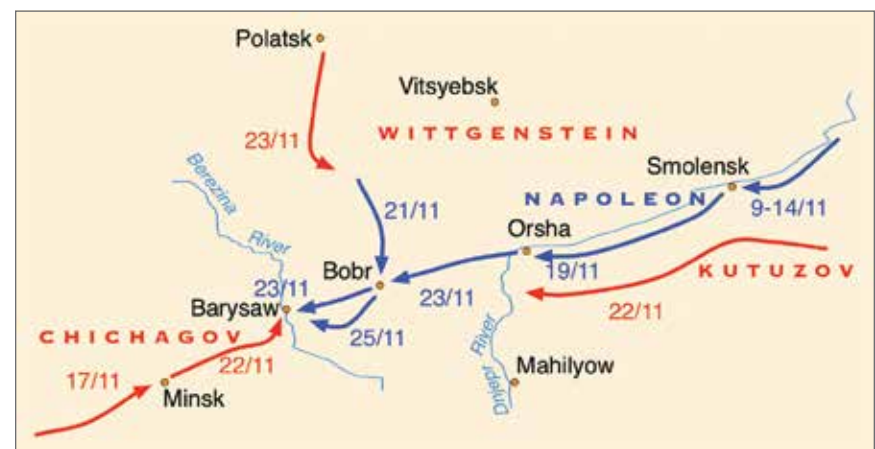 Polatsk
Vitsyebsk
WITTGENSTEIN
23/11
Berezina
River
Smolensk
NAPOLEON
9-14/11
21/11
Orsha
19/11
KUTUZOV
Bobr
23/11
23/11
Barysaw
22/11
25/11
CHICHAGOV
22/11
River
Dnjepr
Mahilyow
17/11
Minsk